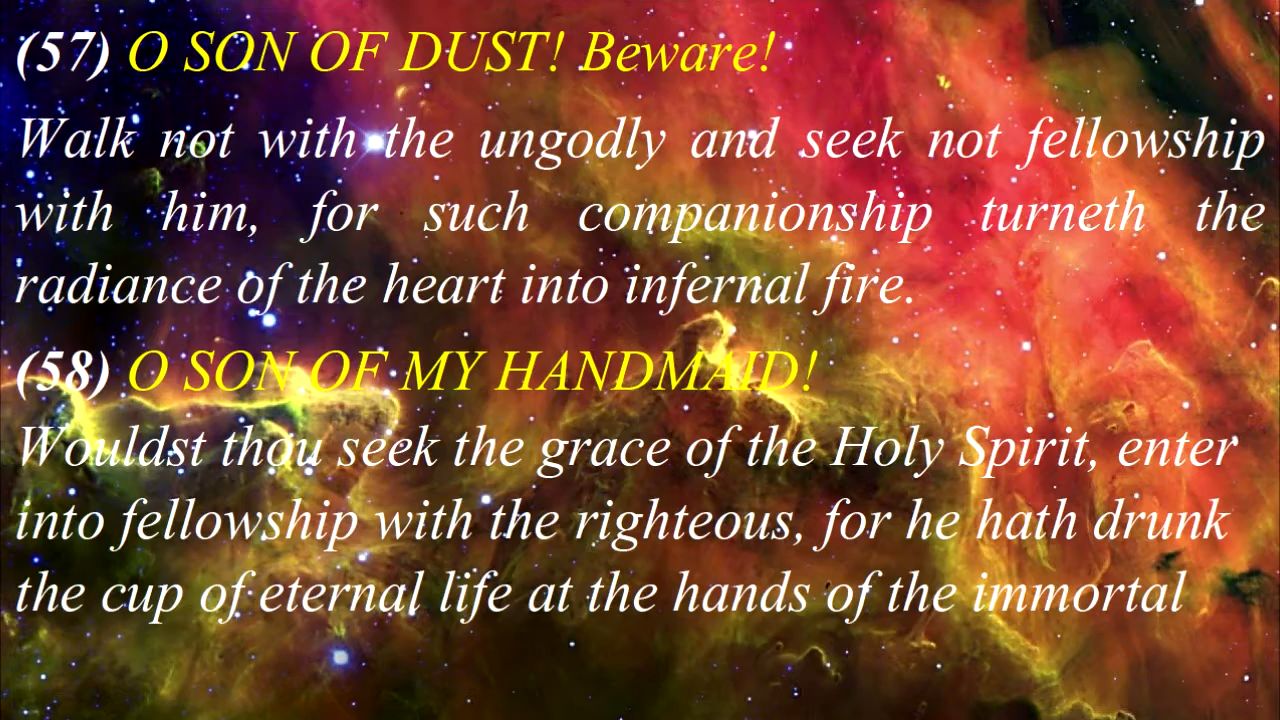 (57) O SON OF DUST! Beware!
Walk not with the ungodly and seek not fellowship
with him, for such companionship turneth the
radiance of the heart into infernal fire.
(58) O SON OF MY HANDMAID!
Wouldst thou seek the grace of the Holy Spirit, enter
into fellowship with the righteous, for he hath drunk
the cup of eternal life at the hands of the immortal